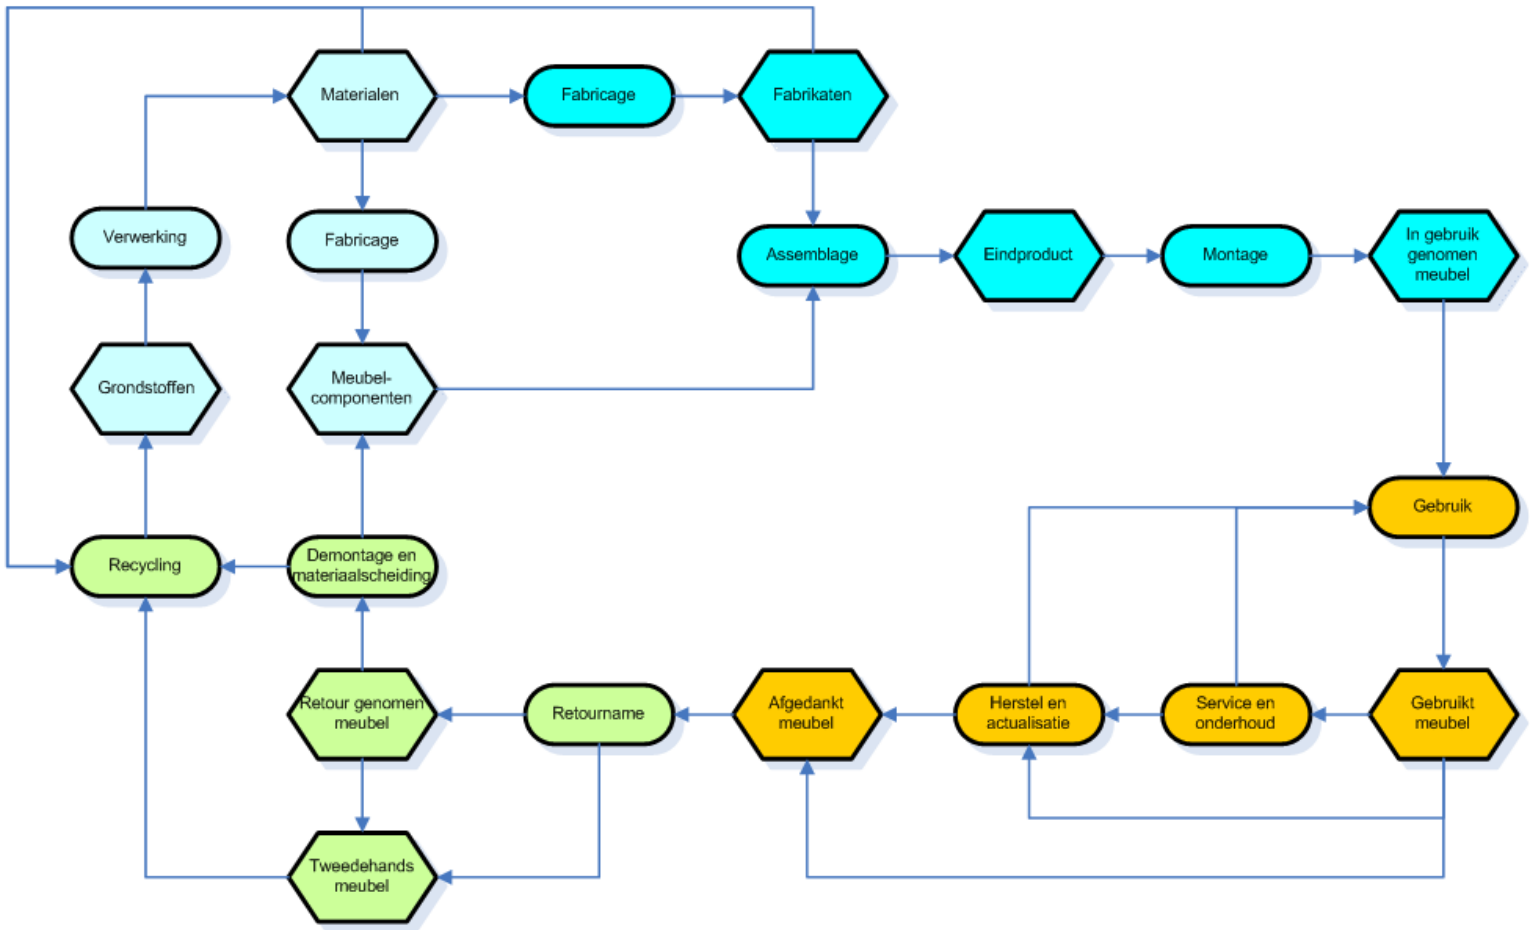 Materialen
Fabricage
Fabrikaten
Verwerking
Fabricage
Assemblage
Eindproduct
Montage
In gebruik
genomen
meubel
Grondstoffen
Meubel-
componenten
Gebruik
Recycling
Demontage en
materiaalscheiding
Retour genomen
meubel
Retourname
Afgedankt
meubel
Herstel en
actualisatie
Service en
onderhoud
Gebruikt
meubel
Tweedehands
meubel